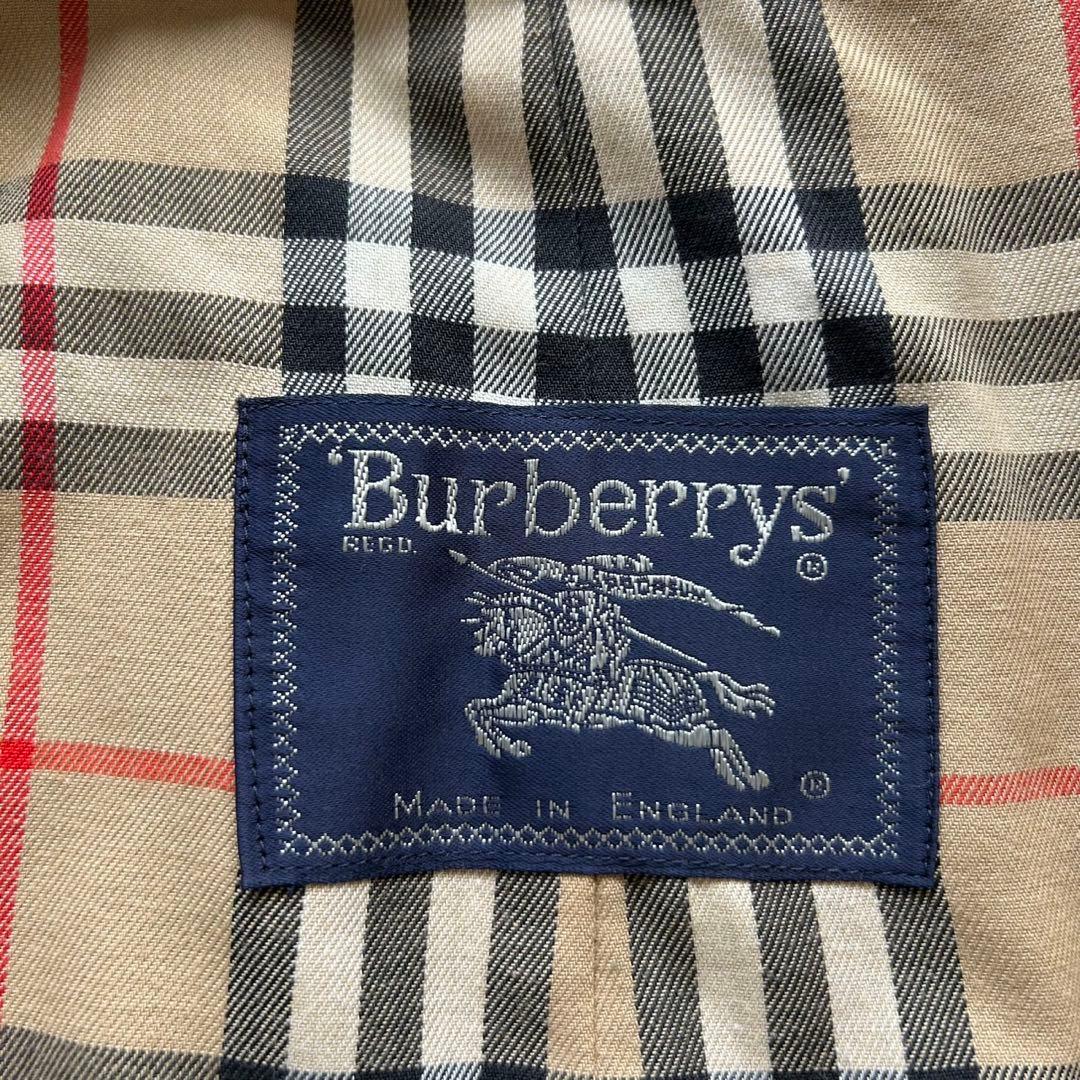 'Burberrys'
REGD.
®
®
MADE IN ENGLAND